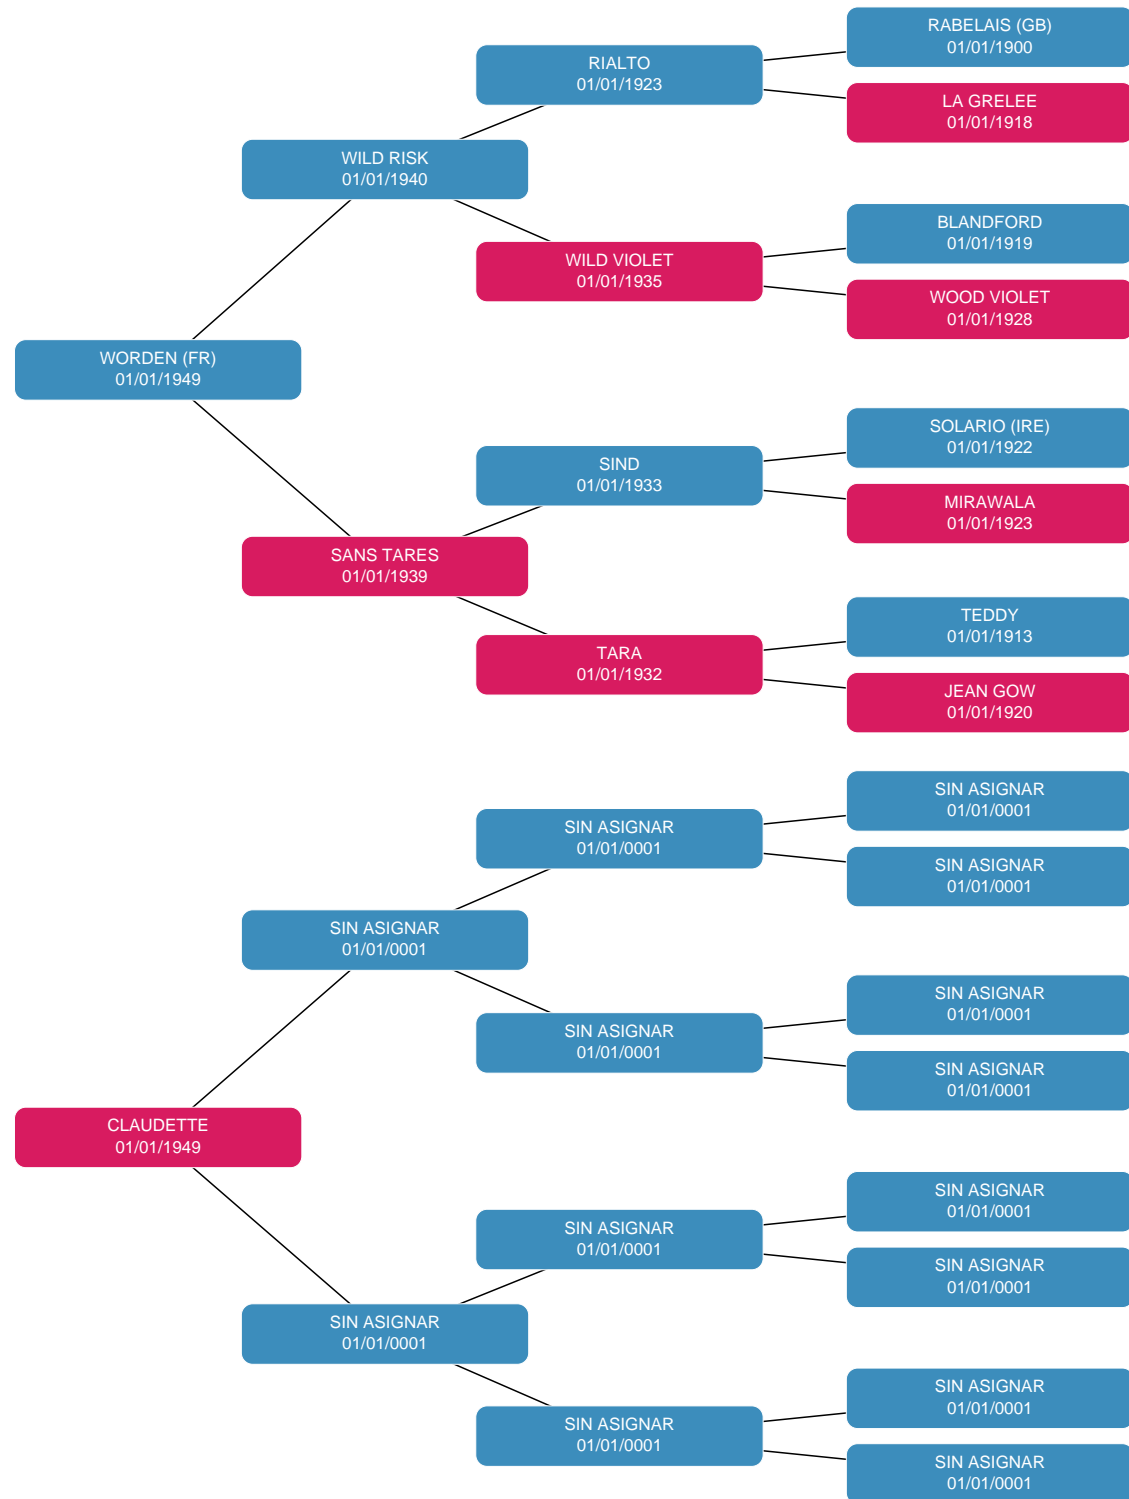 RABELAIS (GB)
01/01/1900
RIALTO
01/01/1923
LA GRELEE
01/01/1918
WILD RISK
01/01/1940
BLANDFORD
01/01/1919
WILD VIOLET
01/01/1935
WOOD VIOLET
01/01/1928
WORDEN (FR)
01/01/1949
SOLARIO (IRE)
01/01/1922
SIND
01/01/1933
MIRAWALA
01/01/1923
SANS TARES
01/01/1939
TEDDY
01/01/1913
TARA
01/01/1932
JEAN GOW
01/01/1920
SIN ASIGNAR
01/01/0001
SIN ASIGNAR
01/01/0001
SIN ASIGNAR
01/01/0001
SIN ASIGNAR
01/01/0001
SIN ASIGNAR
01/01/0001
SIN ASIGNAR
01/01/0001
SIN ASIGNAR
01/01/0001
CLAUDETTE
01/01/1949
SIN ASIGNAR
01/01/0001
SIN ASIGNAR
01/01/0001
SIN ASIGNAR
01/01/0001
SIN ASIGNAR
01/01/0001
SIN ASIGNAR
01/01/0001
SIN ASIGNAR
01/01/0001
SIN ASIGNAR
01/01/0001